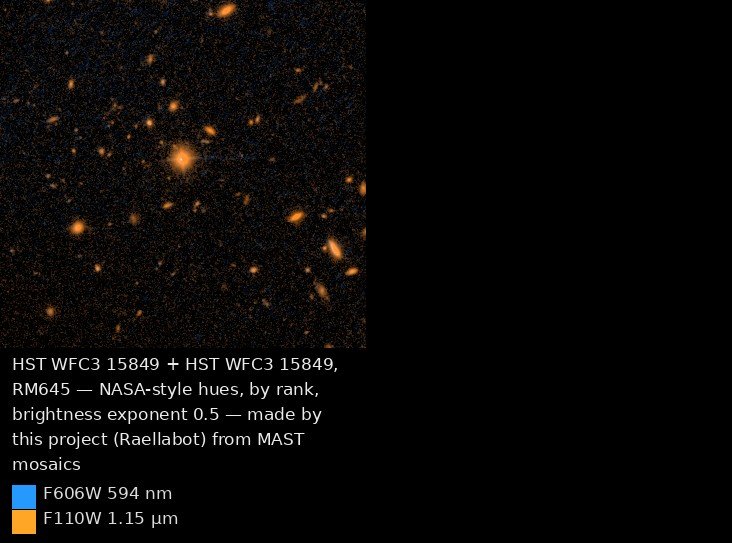 HST WFC3 15849 + HST WFC3 15849,
RM645 — NASA-style hues, by rank,
brightness exponent 0.5 — made by
this project (Raellabot) from MAST
mosaics
F606W 594 nm
F110W 1.15 µm